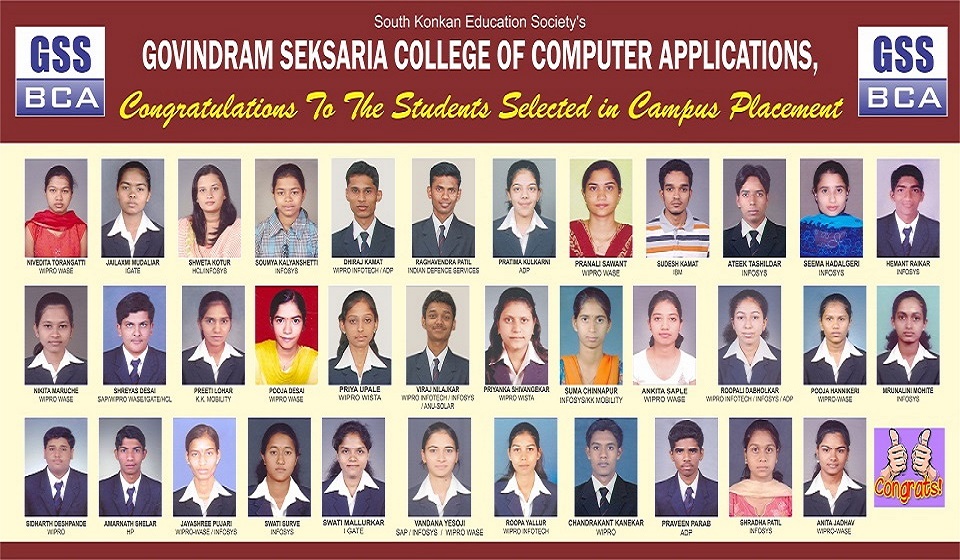 South Konkan Education Society's
GSS
BCA
GOVINDRAM SEKSARIA COLLEGE OF COMPUTER APPLICATIONS,
Congratulations To The Students Selected in Campus Placement
GSS
BCA
NIVEDITA TORANGATTI
WIPRO WASE
JAILAXMI MUDALIAR
IGATE
SHWETA KOTUR
HCL/INFOSYS
SOUMYA KALYANSHETTI
INFOSYS
DHIRAJ KAMAT
WIPRO INFOTECH / ADP
RAGHAVENDRA PATIL
INDIAN DEFENCE SERVICES
PRATIMA KULKARNI
ADP
PRANALI SAWANT
WIPRO WASE
SUDESH KAMAT
IBM
ATEEK TASHILDAR
INFOSYS
SEEMA HADALGERI
INFOSYS
HEMANT RAIKAR
INFOSYS
NIKITA MARUCHE
WIPRO WASE
SHREYAS DESAI
SAP/WIPRO WASE/IGATE/HCL
PREETI LOHAR
K.K. MOBILITY
POOJA DESAI
WIPRO WASE
PRIYA UPALE
WIPRO WISTA
VIRAJ NILAJKAR
WIPRO INFOTECH / INFOSYS
/ ANU-SOLAR
PRIYANKA SHIVANGEKAR
WIPRO WISTA
SUMA CHINNAPUR
INFOSYS/KK MOBILITY
ANKITA SAPLE
WIPRO WASE
ROOPALI DABHOLKAR
WIPRO INFOTECH / INFOSYS / ADP
POOJA HANNIKERI
WIPRO-WASE
MRUNALINI MOHITE
INFOSYS
SIDHARTH DESHPANDE
WIPRO
AMARNATH SHELAR
HP
JAYASHREE PUJARI
WIPRO-WASE / INFOSYS
SWATI SURVE
INFOSYS
SWATI MALLURKAR
I GATE
VANDANA YESOJI
SAP / INFOSYS / WIPRO WASE
ROOPA YALLUR
WIPRO INFOTECH
CHANDRAKANT KANEKAR
WIPRO
PRAVEEN PARAB
ADP
SHRADHA PATIL
INFOSYS
ANITA JADHAV
WIPRO-WASE
Congrats!